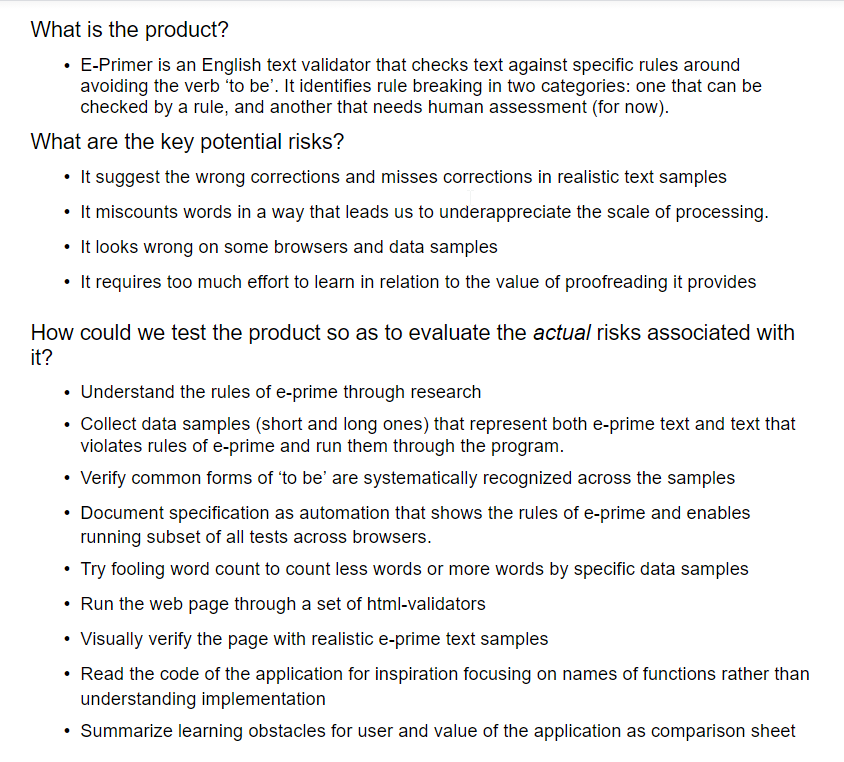 What is the product?
• E-Primer is an English text validator that checks text against specific rules around
avoiding the verb ‘to be’. It identifies rule breaking in two categories: one that can be
checked by a rule, and another that needs human assessment (for now).
What are the key potential risks?
• It suggest the wrong corrections and misses corrections in realistic text samples
• It miscounts words in a way that leads us to underappreciate the scale of processing.
• It looks wrong on some browsers and data samples
• It requires too much effort to learn in relation to the value of proofreading it provides
How could we test the product so as to evaluate the actual risks associated with
it?
• Understand the rules of e-prime through research
• Collect data samples (short and long ones) that represent both e-prime text and text that
violates rules of e-prime and run them through the program.
• Verify common forms of ‘to be’ are systematically recognized across the samples
• Document specification as automation that shows the rules of e-prime and enables
running subset of all tests across browsers.
• Try fooling word count to count less words or more words by specific data samples
• Run the web page through a set of html-validators
• Visually verify the page with realistic e-prime text samples
• Read the code of the application for inspiration focusing on names of functions rather than
understanding implementation
• Summarize learning obstacles for user and value of the application as comparison sheet